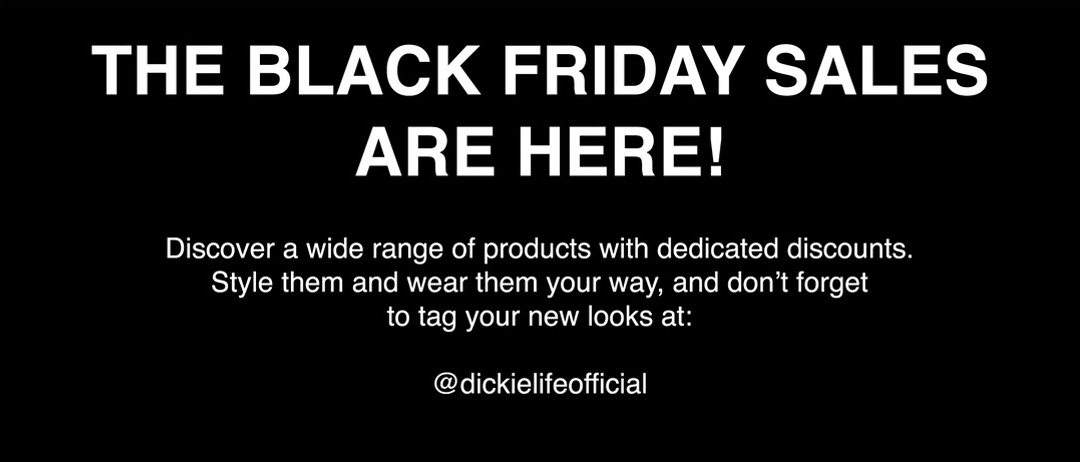 THE BLACK FRIDAY SALES
ARE HERE!
Discover a wide range of products with dedicated discounts.
Style them and wear them your way, and don’t forget
to tag your new looks at:
@dickielifeofficial